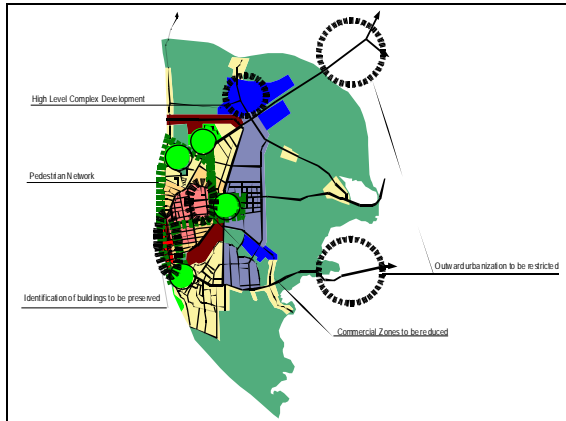 High Level Complex Development
Pedestrian Network
Outward urbanization to be restricted
Identification of buildings to be preserved
Commercial Zones to be reduced